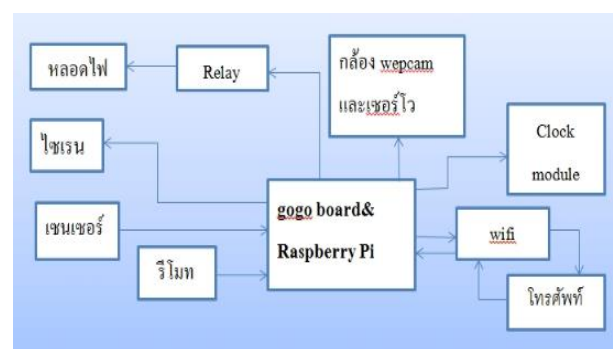 หลอดไฟ
Relay
กล้อง wepcam
และเซอร์โว
ไซเรน
Clock
module
เซนเซอร์
gogo board&
Raspberry Pi
wifi
รีโมท
โทรศัพท์